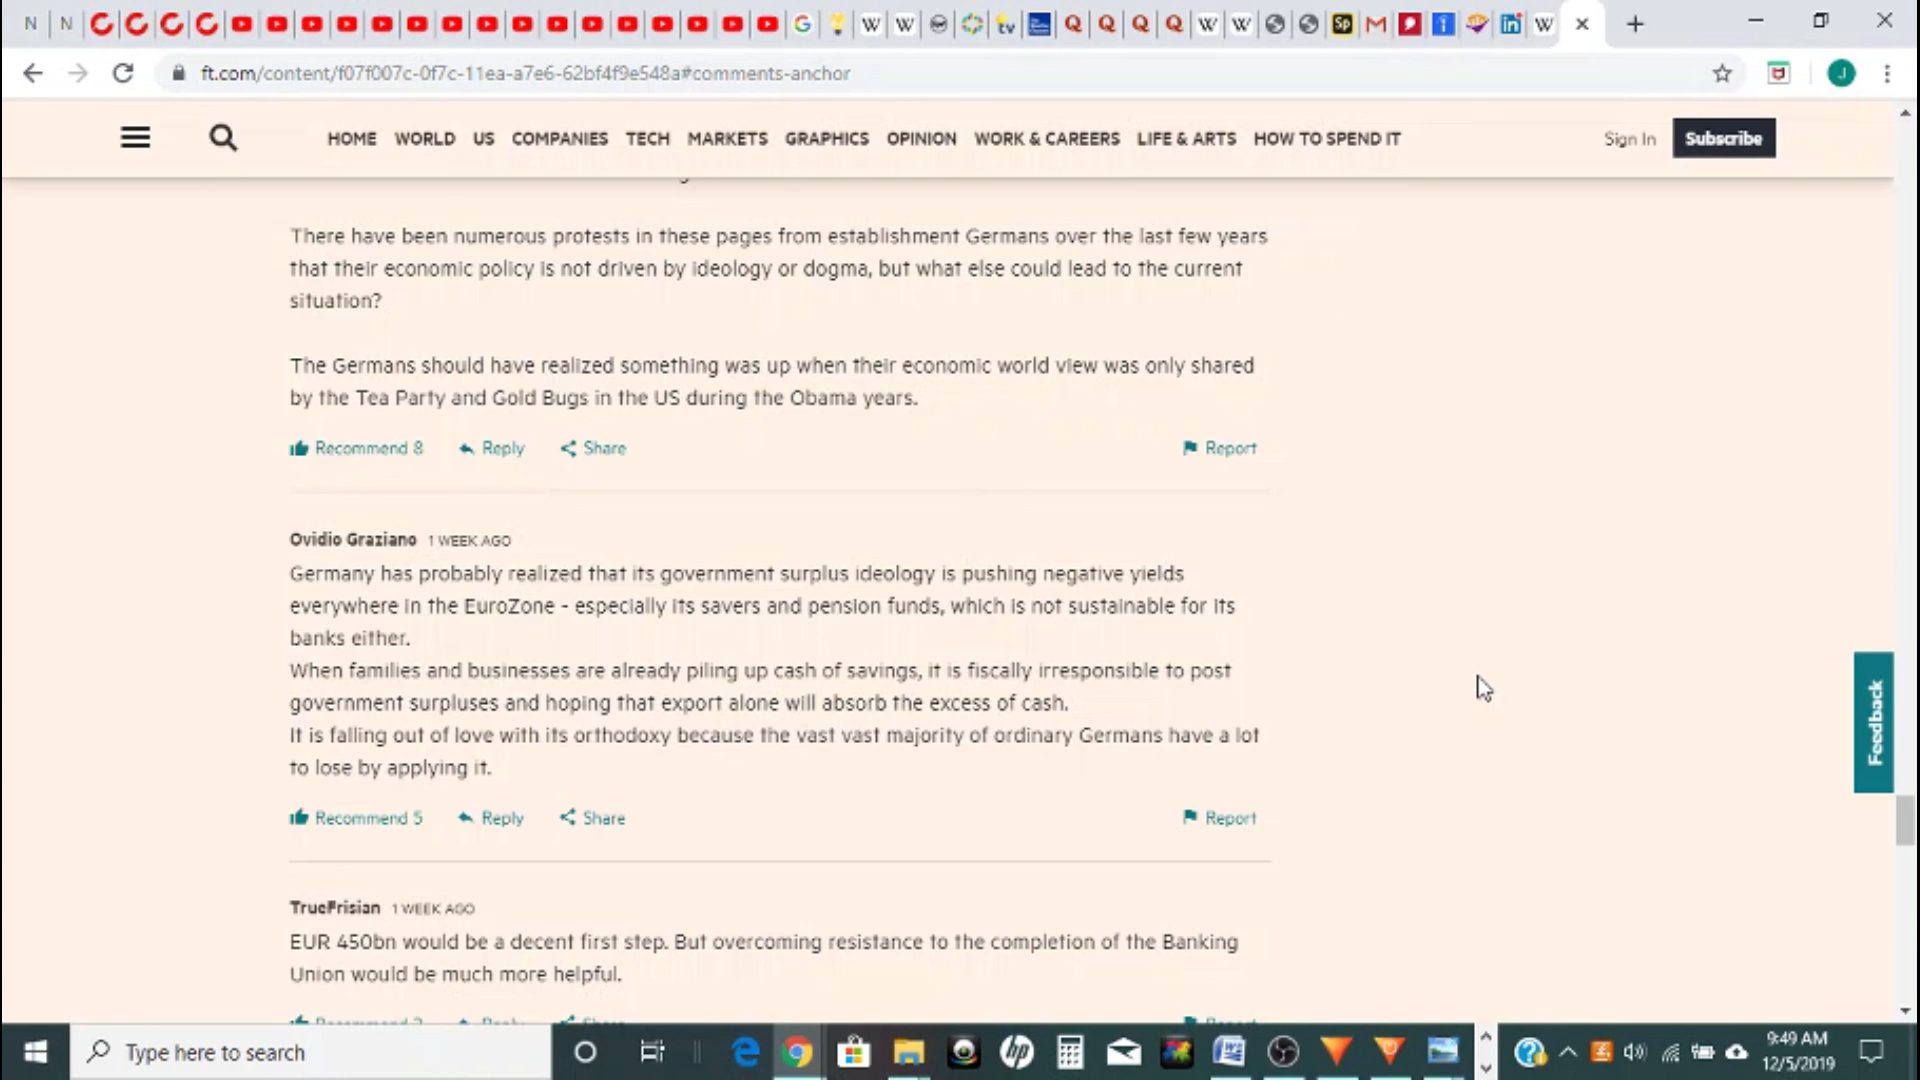 ft.com/content/f07f007c-0f7c-11ea-a7e6-62bf4f9e548a#comments-anchor
HOME WORLD US COMPANIES TECH MARKETS GRAPHICS OPINION WORK & CAREERS LIFE & ARTS HOW TO SPEND IT Sign In Subscribe
There have been numerous protests in these pages from establishment Germans over the last few years
that their economic policy is not driven by ideology or dogma, but what else could lead to the current
situation?
The Germans should have realized something was up when their economic world view was only shared
by the Tea Party and Gold Bugs in the US during the Obama years.
Recommend 8 Reply Share Report
Ovidio Graziano 1 WEEK AGO
Germany has probably realized that its government surplus ideology is pushing negative yields
everywhere in the EuroZone - especially its savers and pension funds, which is not sustainable for its
banks either.
When families and businesses are already piling up cash of savings, it is fiscally irresponsible to post
government surpluses and hoping that export alone will absorb the excess of cash.
It is falling out of love with its orthodoxy because the vast vast majority of ordinary Germans have a lot
to lose by applying it.
Recommend 5 Reply Share Report
Feedback
TrueFrisian 1 WEEK AGO
EUR 450bn would be a decent first step. But overcoming resistance to the completion of the Banking
Union would be much more helpful.
Type here to search
9:49 AM
12/5/2019